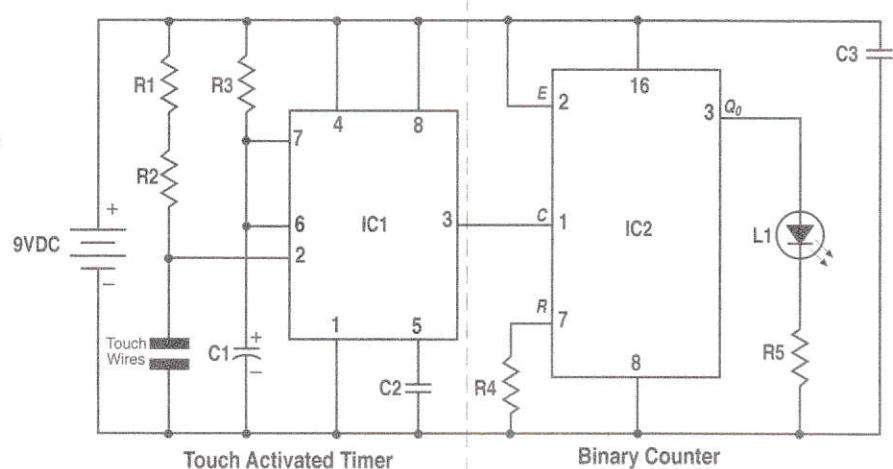 R1
R3
C3
4
8
16
E
2
3
Q0
7
R2
6
IC1
3
C
1
IC2
L1
+
9VDC
2
−
R
7
1
5
Touch
Wires
C1
+
−
C2
R4
8
R5
Touch Activated Timer
Binary Counter